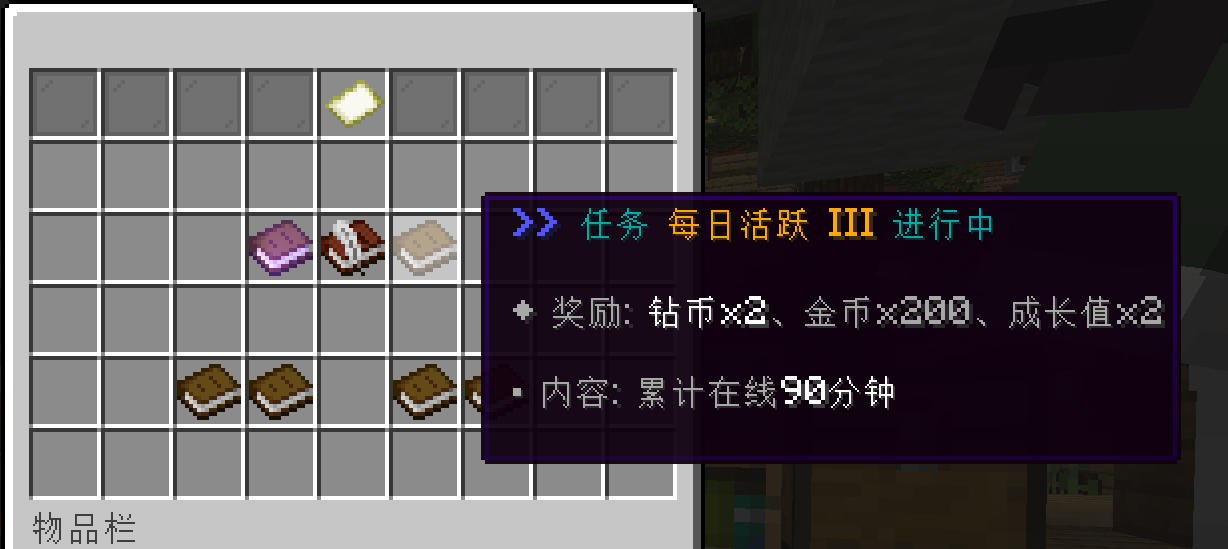 >> 任务 每日活跃 III 进行中
◆ 奖励: 钻币x2、金币x200、成长值x2
▪ 内容: 累计在线90分钟
物品栏